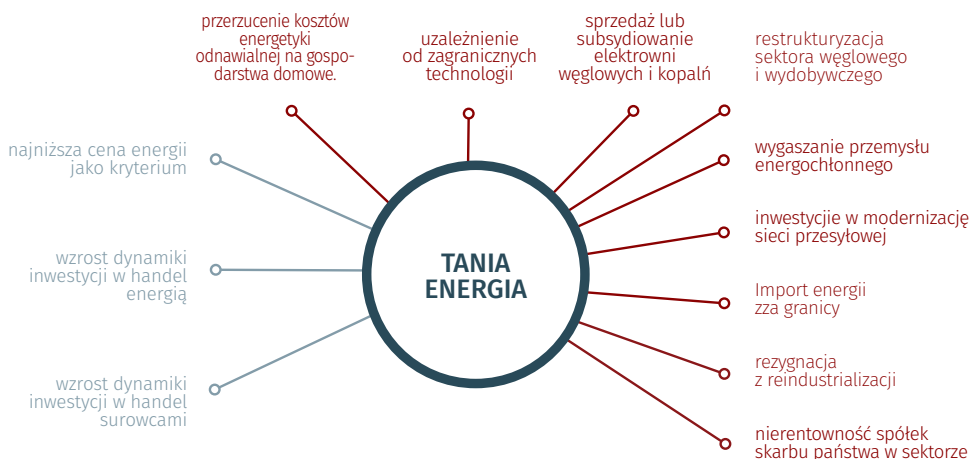 przerzucenie kosztów
energetyki
odnawialnej na gospo-
darstwa domowe.
uzależnienie
od zagranicznych
technologii
sprzedaż lub
subsydiowanie
elektrowni
węglowych i kopalń
restrukturyzacja
sektora węglowego
i wydobywczego
najniższa cena energii
jako kryterium
wygaszanie przemysłu
energochłonnego
inwestycjie w modernizację
sieci przesyłowej
wzrost dynamiki
inwestycji w handel
energią
TANIA
ENERGIA
Import energii
zza granicy
rezygnacja
z reindustrializacji
wzrost dynamiki
inwestycji w handel
surowcami
nierentowność spółek
skarbu państwa w sektorze